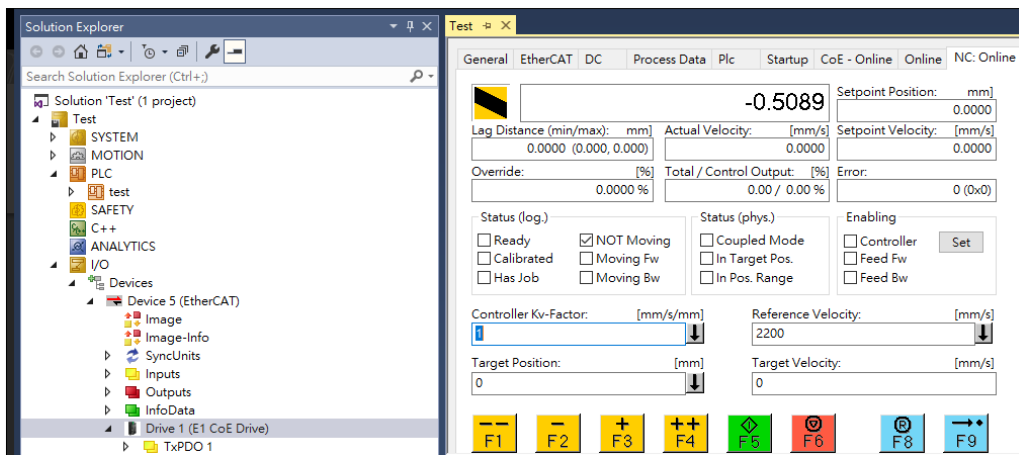 Solution Explorer
Search Solution Explorer (Ctrl+;)
Solution 'Test' (1 project)
Test
SYSTEM
MOTION
PLC
test
SAFETY
C++
ANALYTICS
I/O
Devices
Device 5 (EtherCAT)
Image
Image-Info
SyncUnits
Inputs
Outputs
InfoData
Drive 1 (E1 CoE Drive)
TxPDO 1
Test
General EtherCAT DC Process Data Plc Startup CoE - Online Online NC: Online
-0.5089
Setpoint Position: mm]
0.0000
Lag Distance (min/max): mm] Actual Velocity: [mm/s] Setpoint Velocity: [mm/s]
0.0000 (0.000, 0.000) 0.0000 0.0000
Override: [%] Total / Control Output: [%] Error:
0.0000 % 0.00 / 0.00 % 0 (0x0)
Status (log.) Status (phys.) Enabling
Ready NOT Moving Coupled Mode Controller Set
Calibrated Moving Fw In Target Pos. Feed Fw
Has Job Moving Bw In Pos. Range Feed Bw
Controller Kv-Factor: [mm/s/mm] Reference Velocity: [mm/s]
1 2200
Target Position: [mm] Target Velocity: [mm/s]
0 0
-- - + ++ R
F1 F2 F3 F4 F5 F6 F8 F9